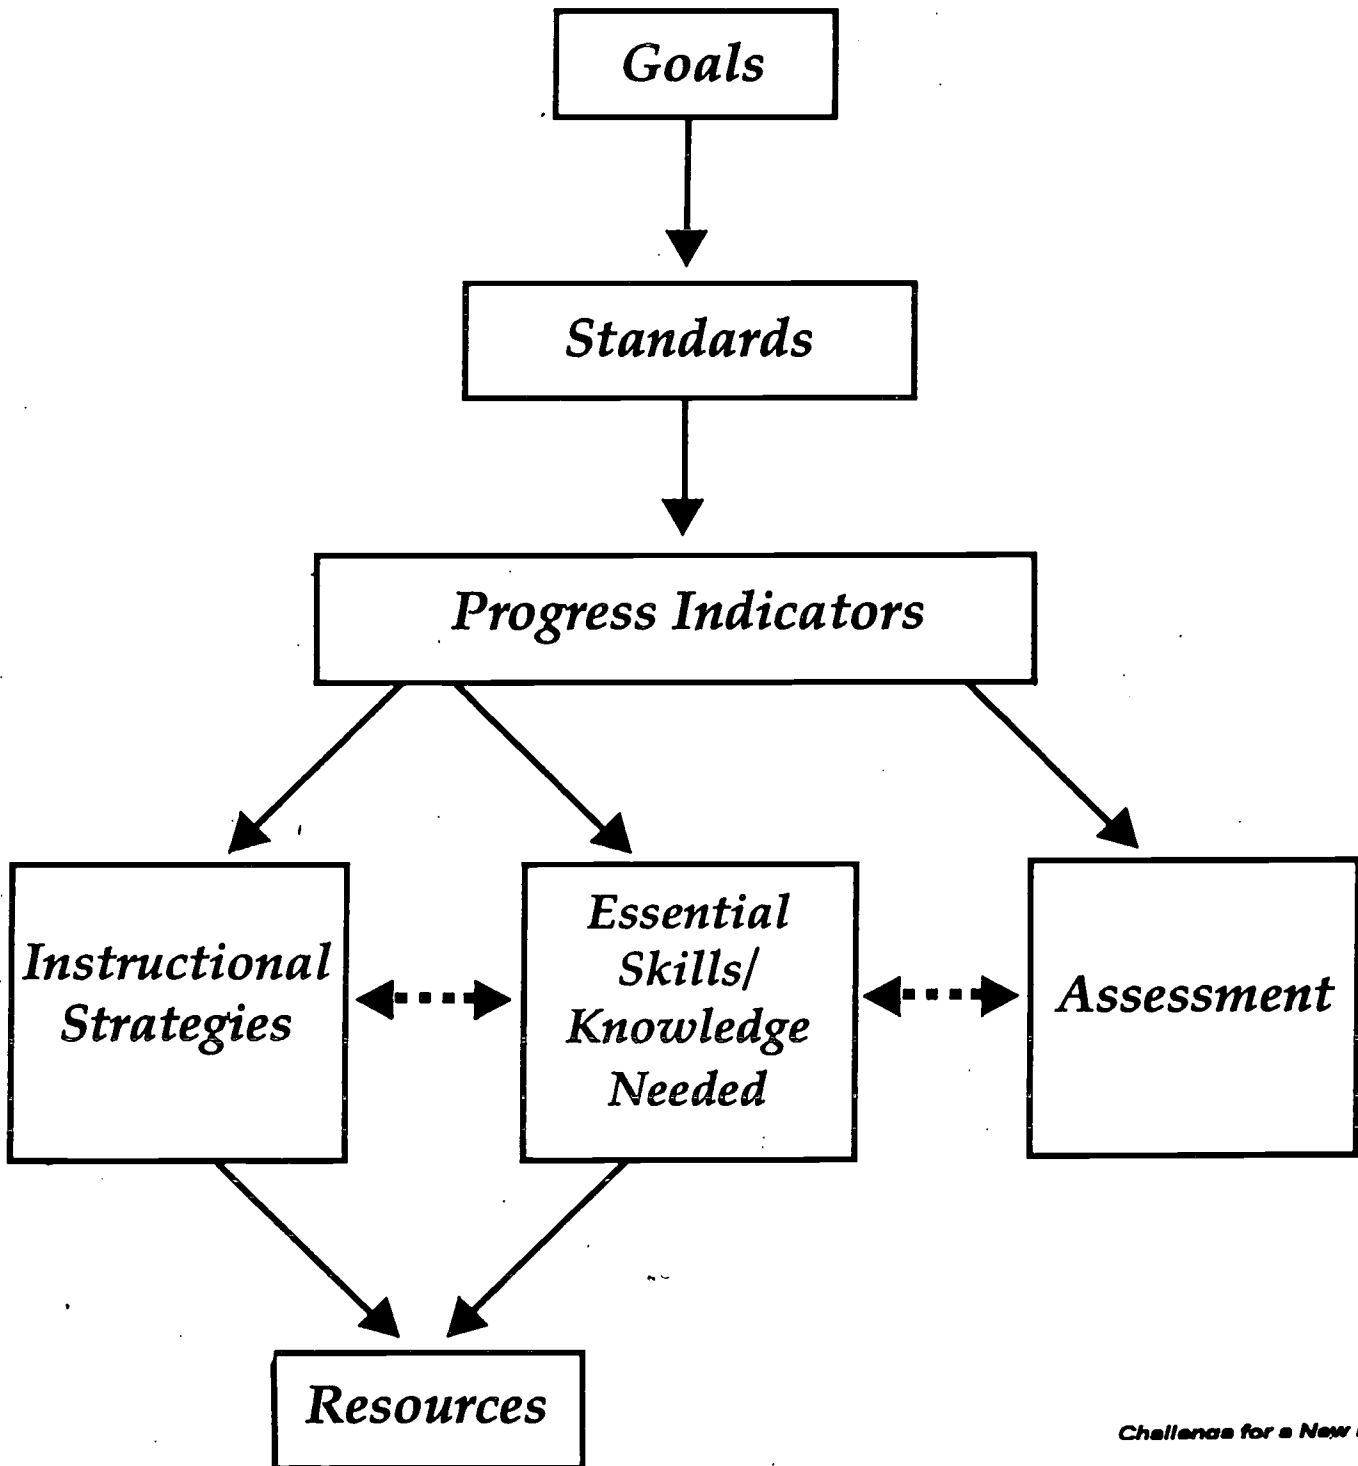 Goals
Standards
Progress Indicators
Instructional
Strategies
Essential
Skills/
Knowledge
Needed
Assessment
Resources
Challenge for a New